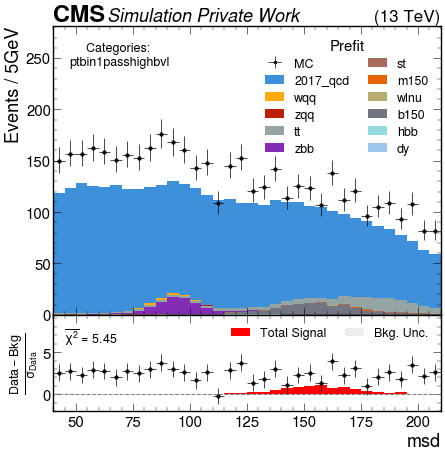 CMS Simulation Private Work (13 TeV)
Categories:
ptbin1passhighbvl
Prefit
MC
2017_qcd
wqq
zqq
tt
zbb
st
m150
wlnu
b150
hbb
dy
Events / 5GeV
250
200
150
100
50
0
χ² = 5.45
Total Signal
Bkg. Unc.
Data − Bkg
σData
5
0
50 75 100 125 150 175 200
msd